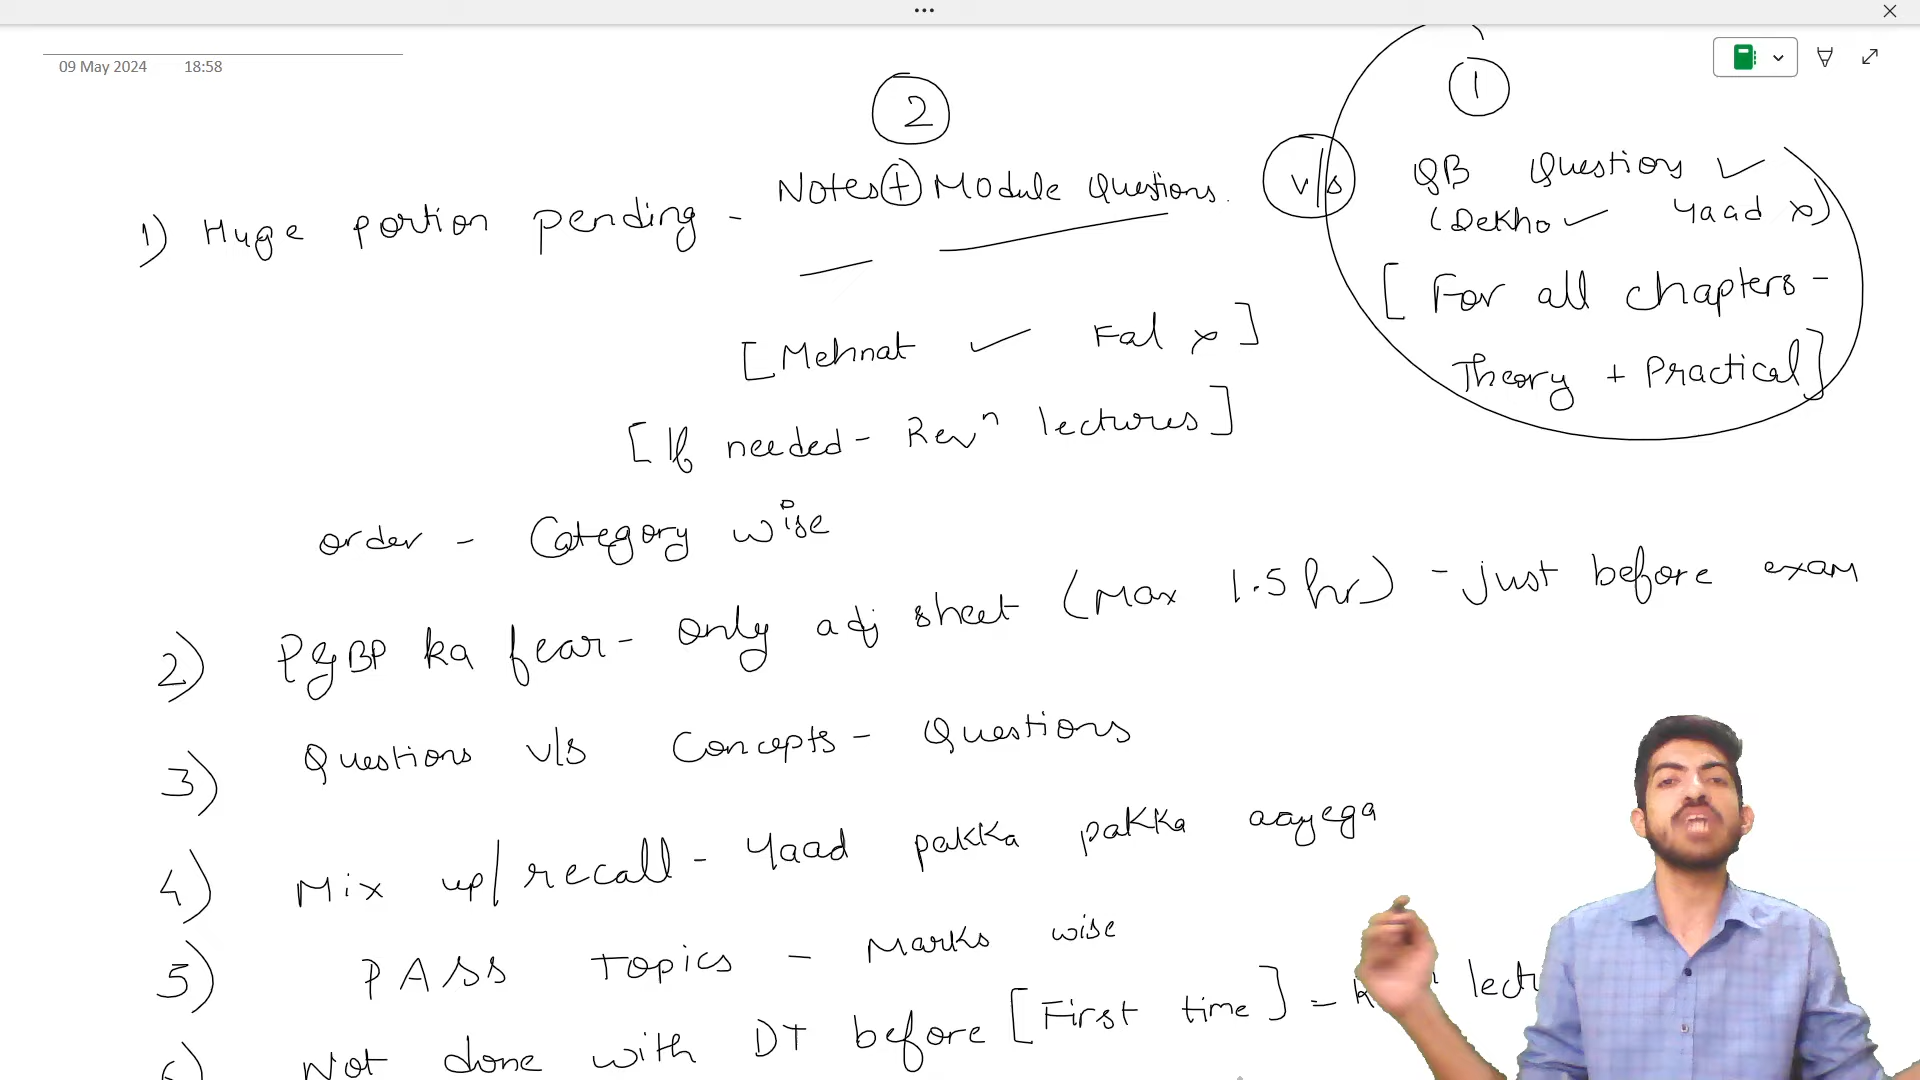 09 May 2024 18:58
2
1
1) Huge portion pending - Notes + Module Questions. v/s QB Questions ✓
(Dekho ✓ Yaad x)
[For all chapters -
Theory + Practical]
[Mehnat ✓ Fal x]
[If needed - Revⁿ lectures]
order - Category wise
2) PGBP ka fear - only adj sheet (Max 1.5 hr) - just before exam
3) Questions v/s Concepts - Questions
4) Mix up/recall - Yaad pakka pakka aayega
5) PASS TOPICS - Marks wise
6) Not done with DT before [First time] =